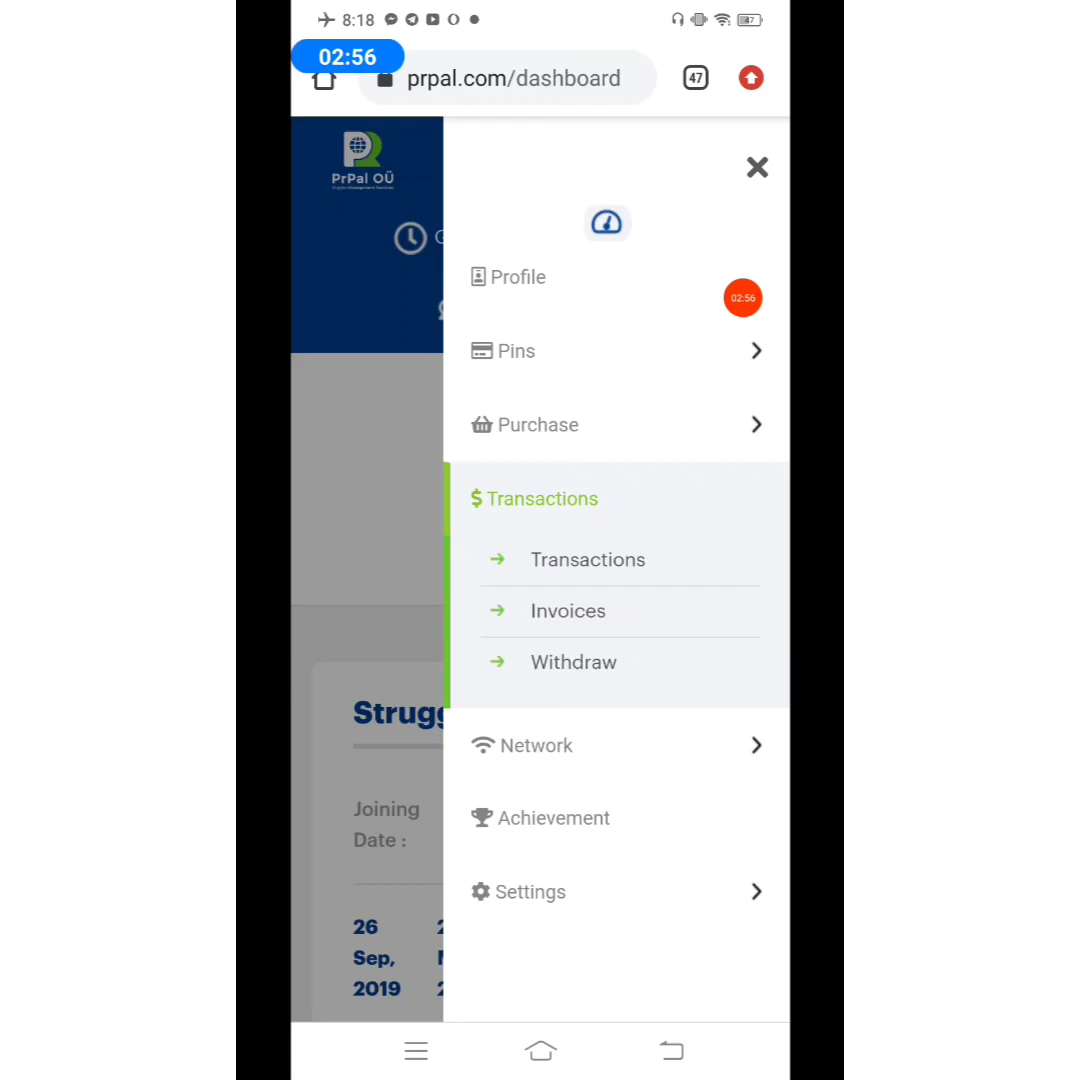 8:18
47
02:56
prpal.com/dashboard
47
PrPal OÜ
Profile
02:56
Pins
Purchase
$ Transactions
Transactions
Invoices
Withdraw
Strugg
Network
Joining
Date :
Achievement
Settings
26
Sep,
2019